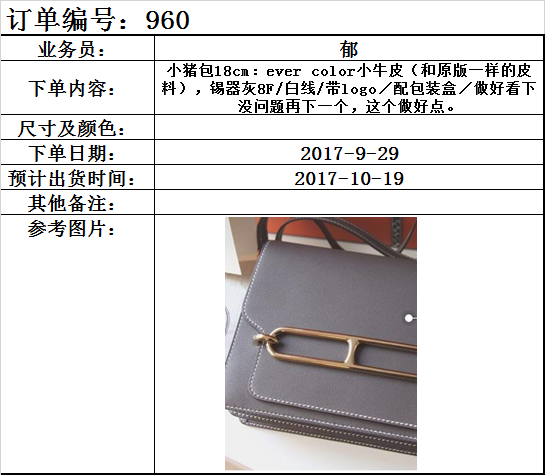 订单编号：960
业务员： 郁
下单内容： 小猪包18cm：ever color小牛皮（和原版一样的皮
料），锡器灰8F/白线/带logo／配包装盒／做好看下
没问题再下一个，这个做好点。
尺寸及颜色：
下单日期： 2017-9-29
预计出货时间： 2017-10-19
其他备注：
参考图片：